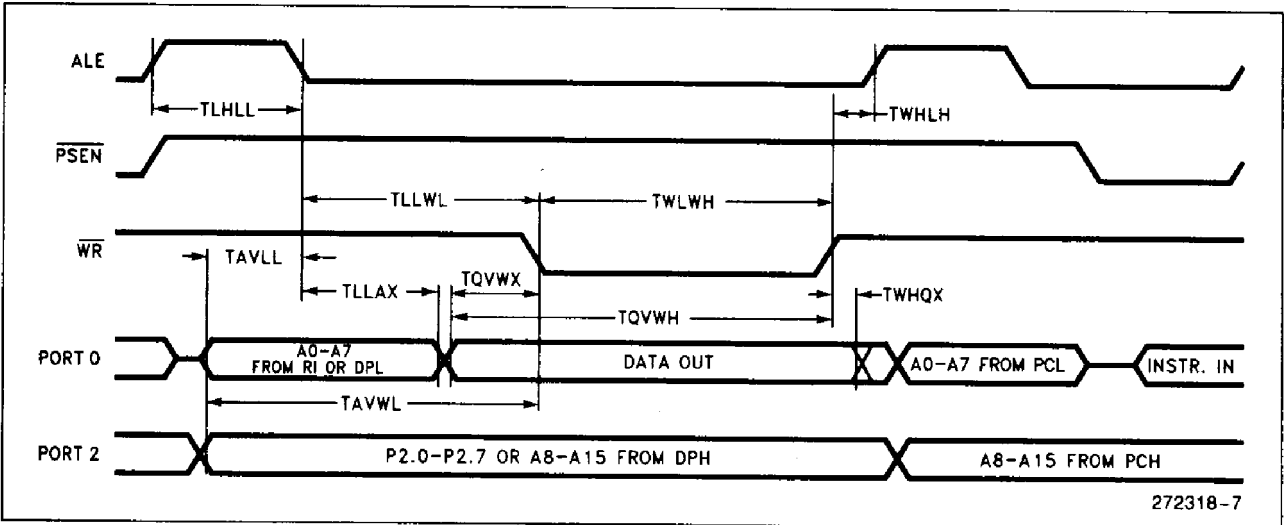 ALE
TLHLL
TWHLH
PSEN
TLLWL
TWLWH
WR
TAVLL
TLLAX
TQVWX
TWHQX
TQVWH
PORT 0
A0-A7
FROM RI OR DPL
DATA OUT
A0-A7 FROM PCL
INSTR. IN
TAVWL
PORT 2
P2.0-P2.7 OR A8-A15 FROM DPH
A8-A15 FROM PCH
272318-7